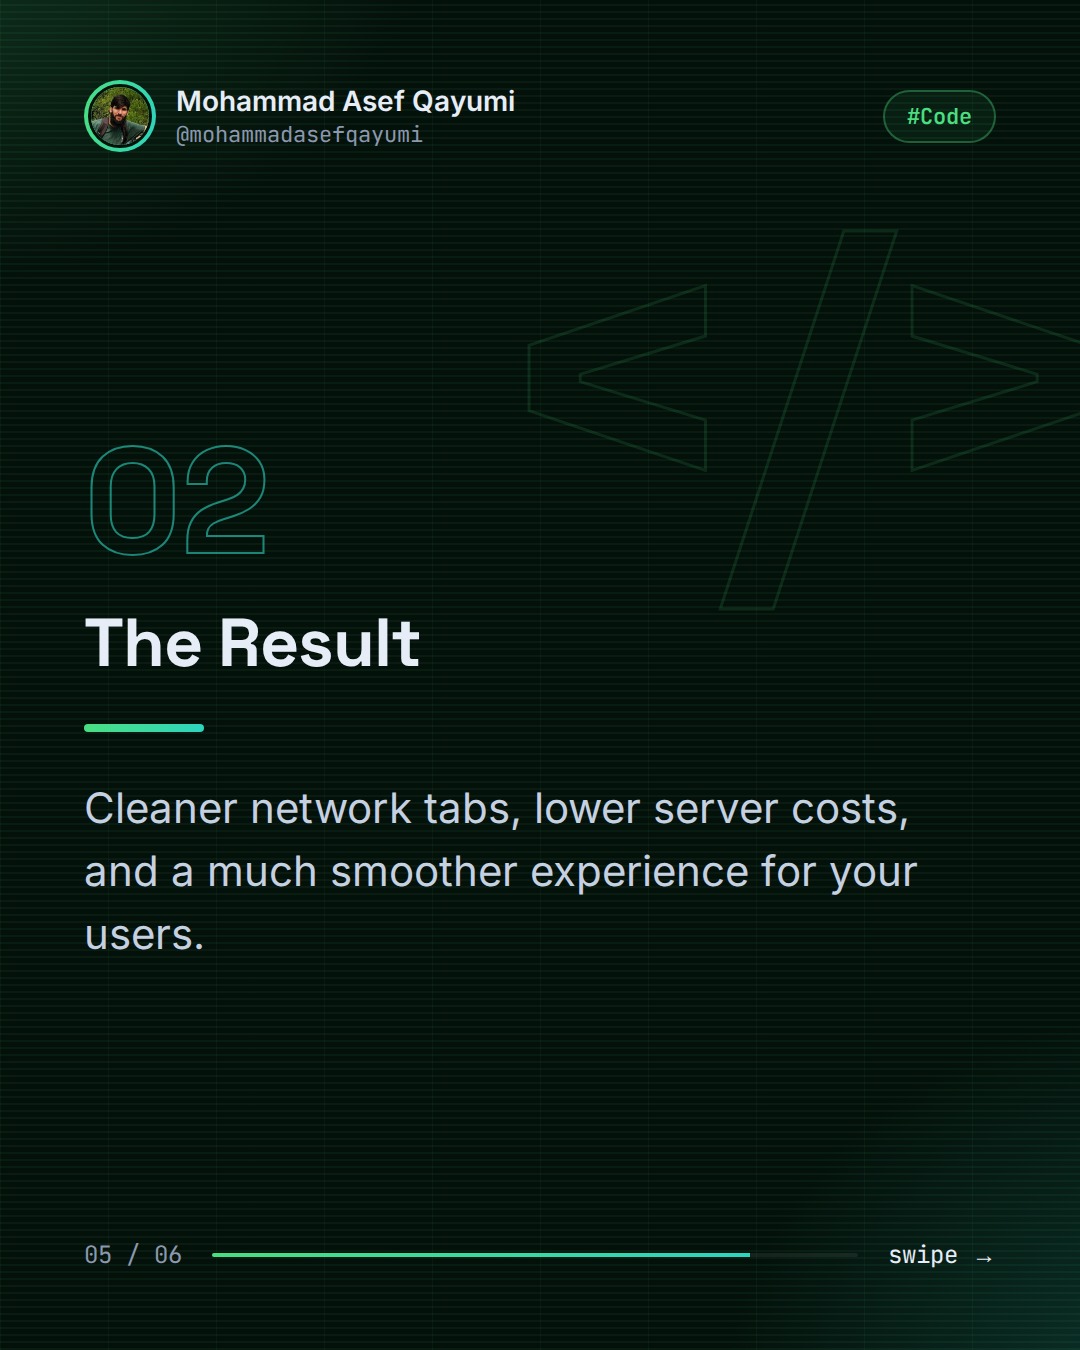 Mohammad Asef Qayumi
@mohammadasefqayumi
#Code
</>
02
The Result
Cleaner network tabs, lower server costs,
and a much smoother experience for your
users.
05 / 06
swipe →